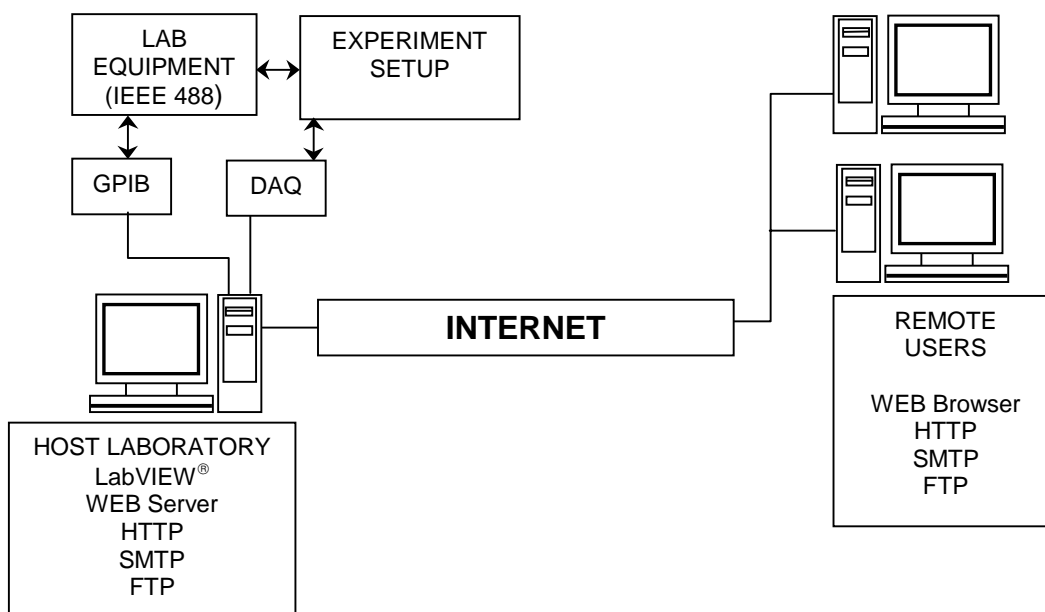 LAB
EQUIPMENT
(IEEE 488)
EXPERIMENT
SETUP
GPIB
DAQ
INTERNET
HOST LABORATORY
LabVIEW®
WEB Server
HTTP
SMTP
FTP
REMOTE
USERS
WEB Browser
HTTP
SMTP
FTP